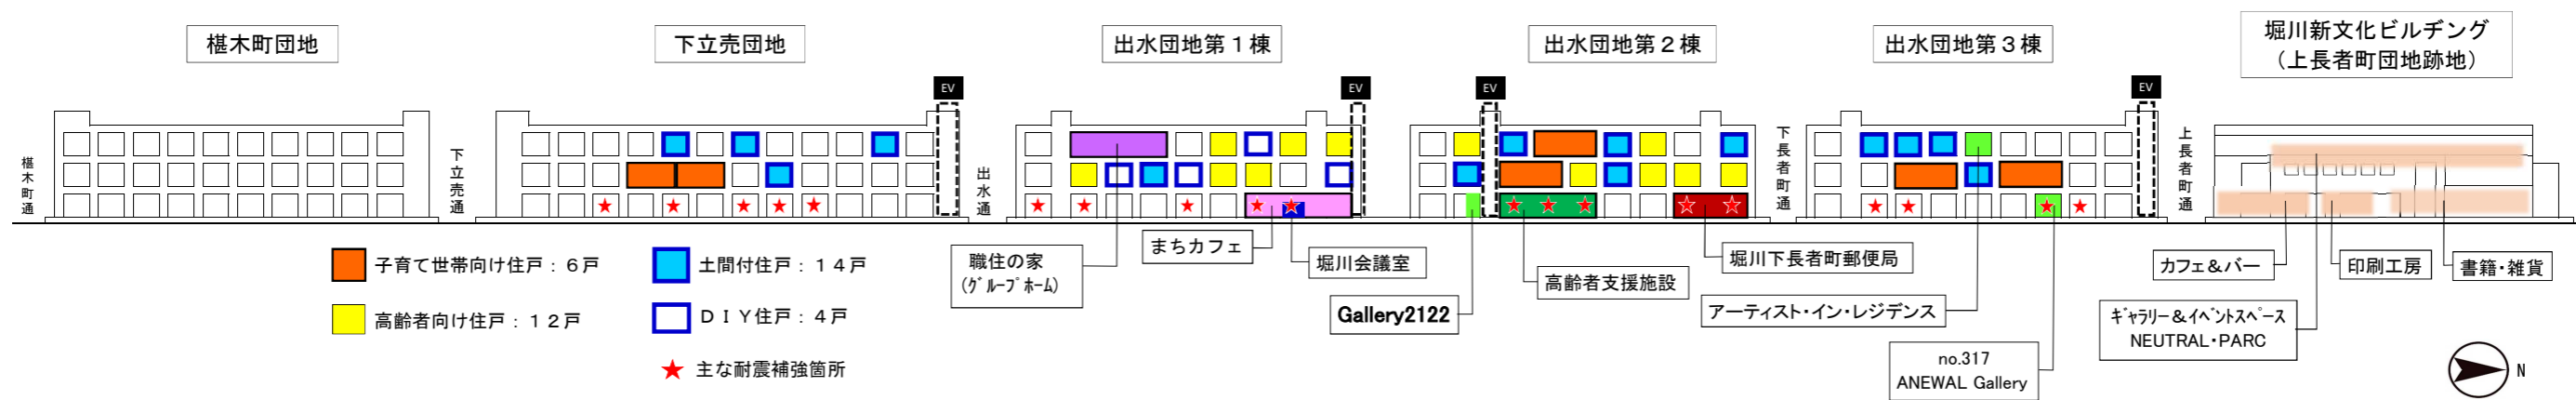 椹木町団地
下立売団地
出水団地第１棟
出水団地第２棟
出水団地第３棟
堀川新文化ビルヂング
（上長者町団地跡地）
EV
EV
EV
EV
椹木町通
下立売通
出水通
下長者町通
上長者町通
子育て世帯向け住戸：６戸
土間付住戸：１４戸
高齢者向け住戸：１２戸
ＤＩＹ住戸：４戸
★ 主な耐震補強箇所
職住の家
(ｸﾞﾙｰﾌﾟﾎｰﾑ)
まちカフェ
堀川会議室
Gallery2122
高齢者支援施設
堀川下長者町郵便局
アーティスト･イン･レジデンス
no.317
ANEWAL Gallery
カフェ&バー
印刷工房
書籍･雑貨
ｷﾞｬﾗﾘｰ&ｲﾍﾞﾝﾄｽﾍﾟｰｽ
NEUTRAL･PARC
N